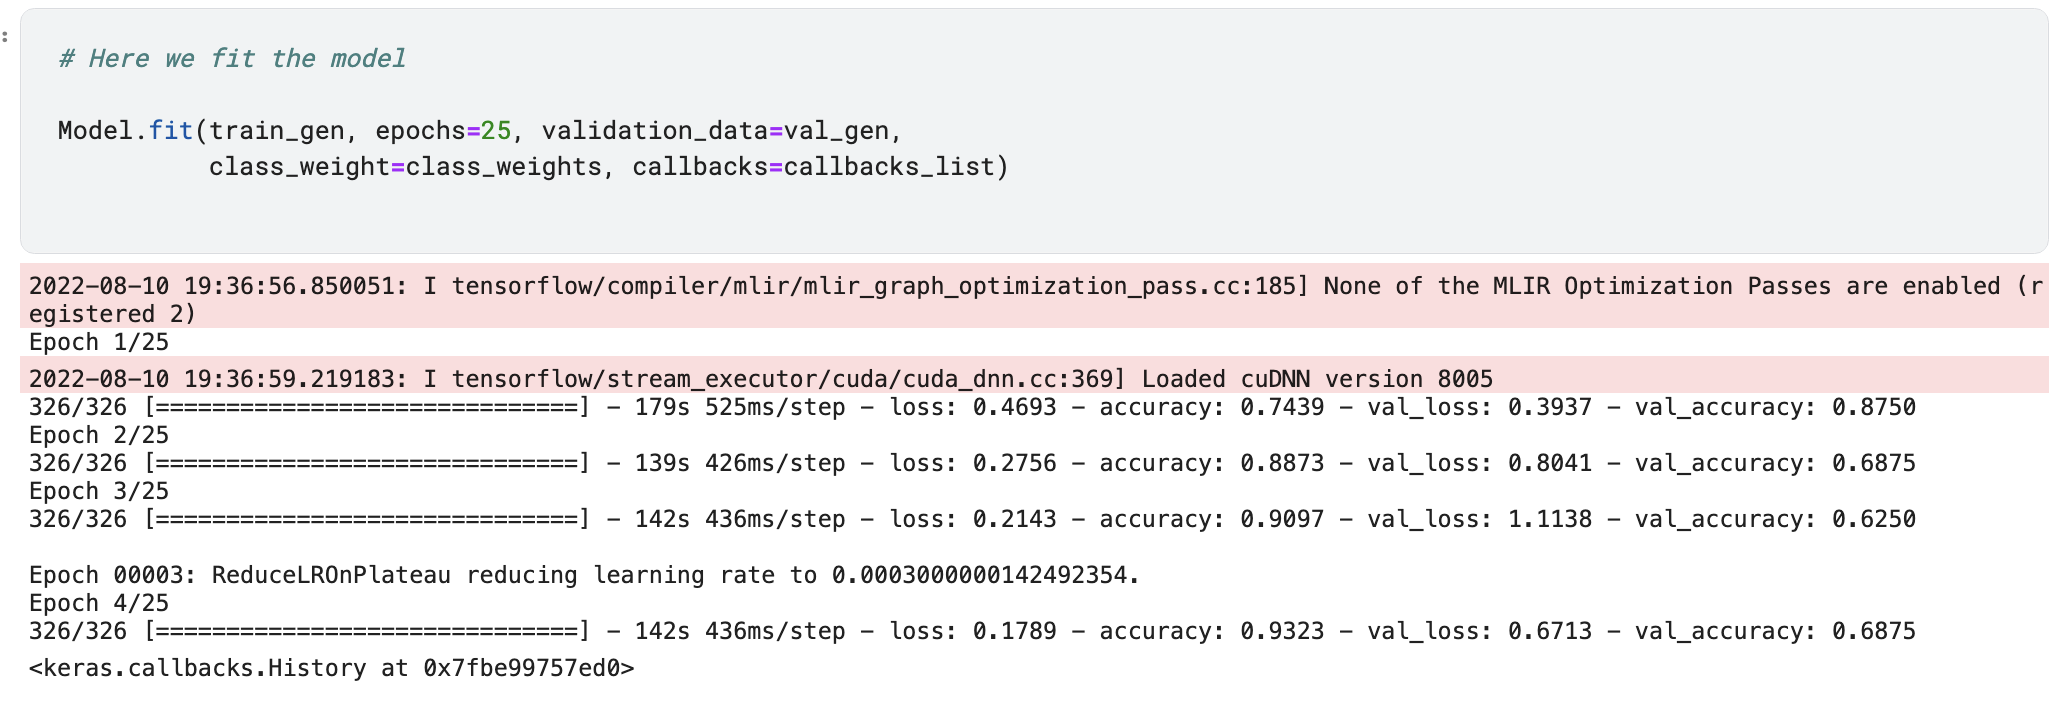 :
# Here we fit the model
Model.fit(train_gen, epochs=25, validation_data=val_gen,
class_weight=class_weights, callbacks=callbacks_list)
2022-08-10 19:36:56.850051: I tensorflow/compiler/mlir/mlir_graph_optimization_pass.cc:185] None of the MLIR Optimization Passes are enabled (r
egistered 2)
Epoch 1/25
2022-08-10 19:36:59.219183: I tensorflow/stream_executor/cuda/cuda_dnn.cc:369] Loaded cuDNN version 8005
326/326 [==============================] - 179s 525ms/step - loss: 0.4693 - accuracy: 0.7439 - val_loss: 0.3937 - val_accuracy: 0.8750
Epoch 2/25
326/326 [==============================] - 139s 426ms/step - loss: 0.2756 - accuracy: 0.8873 - val_loss: 0.8041 - val_accuracy: 0.6875
Epoch 3/25
326/326 [==============================] - 142s 436ms/step - loss: 0.2143 - accuracy: 0.9097 - val_loss: 1.1138 - val_accuracy: 0.6250
Epoch 00003: ReduceLROnPlateau reducing learning rate to 0.0003000000142492354.
Epoch 4/25
326/326 [==============================] - 142s 436ms/step - loss: 0.1789 - accuracy: 0.9323 - val_loss: 0.6713 - val_accuracy: 0.6875
<keras.callbacks.History at 0x7fbe99757ed0>